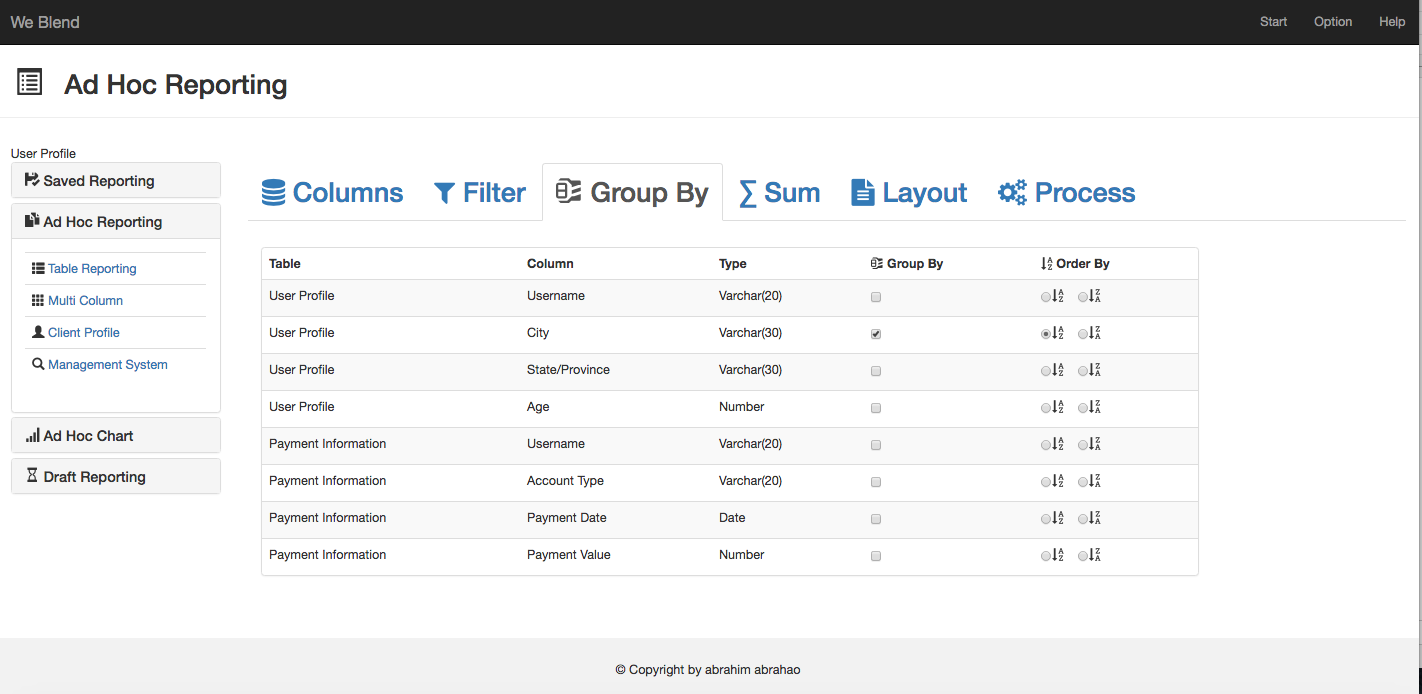 We Blend Start Option Help
Ad Hoc Reporting
User Profile
Saved Reporting
Ad Hoc Reporting
Table Reporting
Multi Column
Client Profile
Management System
Ad Hoc Chart
Draft Reporting
Columns Filter Group By Sum Layout Process
Table Column Type Group By Order By
User Profile Username Varchar(20)
User Profile City Varchar(30)
User Profile State/Province Varchar(30)
User Profile Age Number
Payment Information Username Varchar(20)
Payment Information Account Type Varchar(20)
Payment Information Payment Date Date
Payment Information Payment Value Number
© Copyright by abrahim abrahao